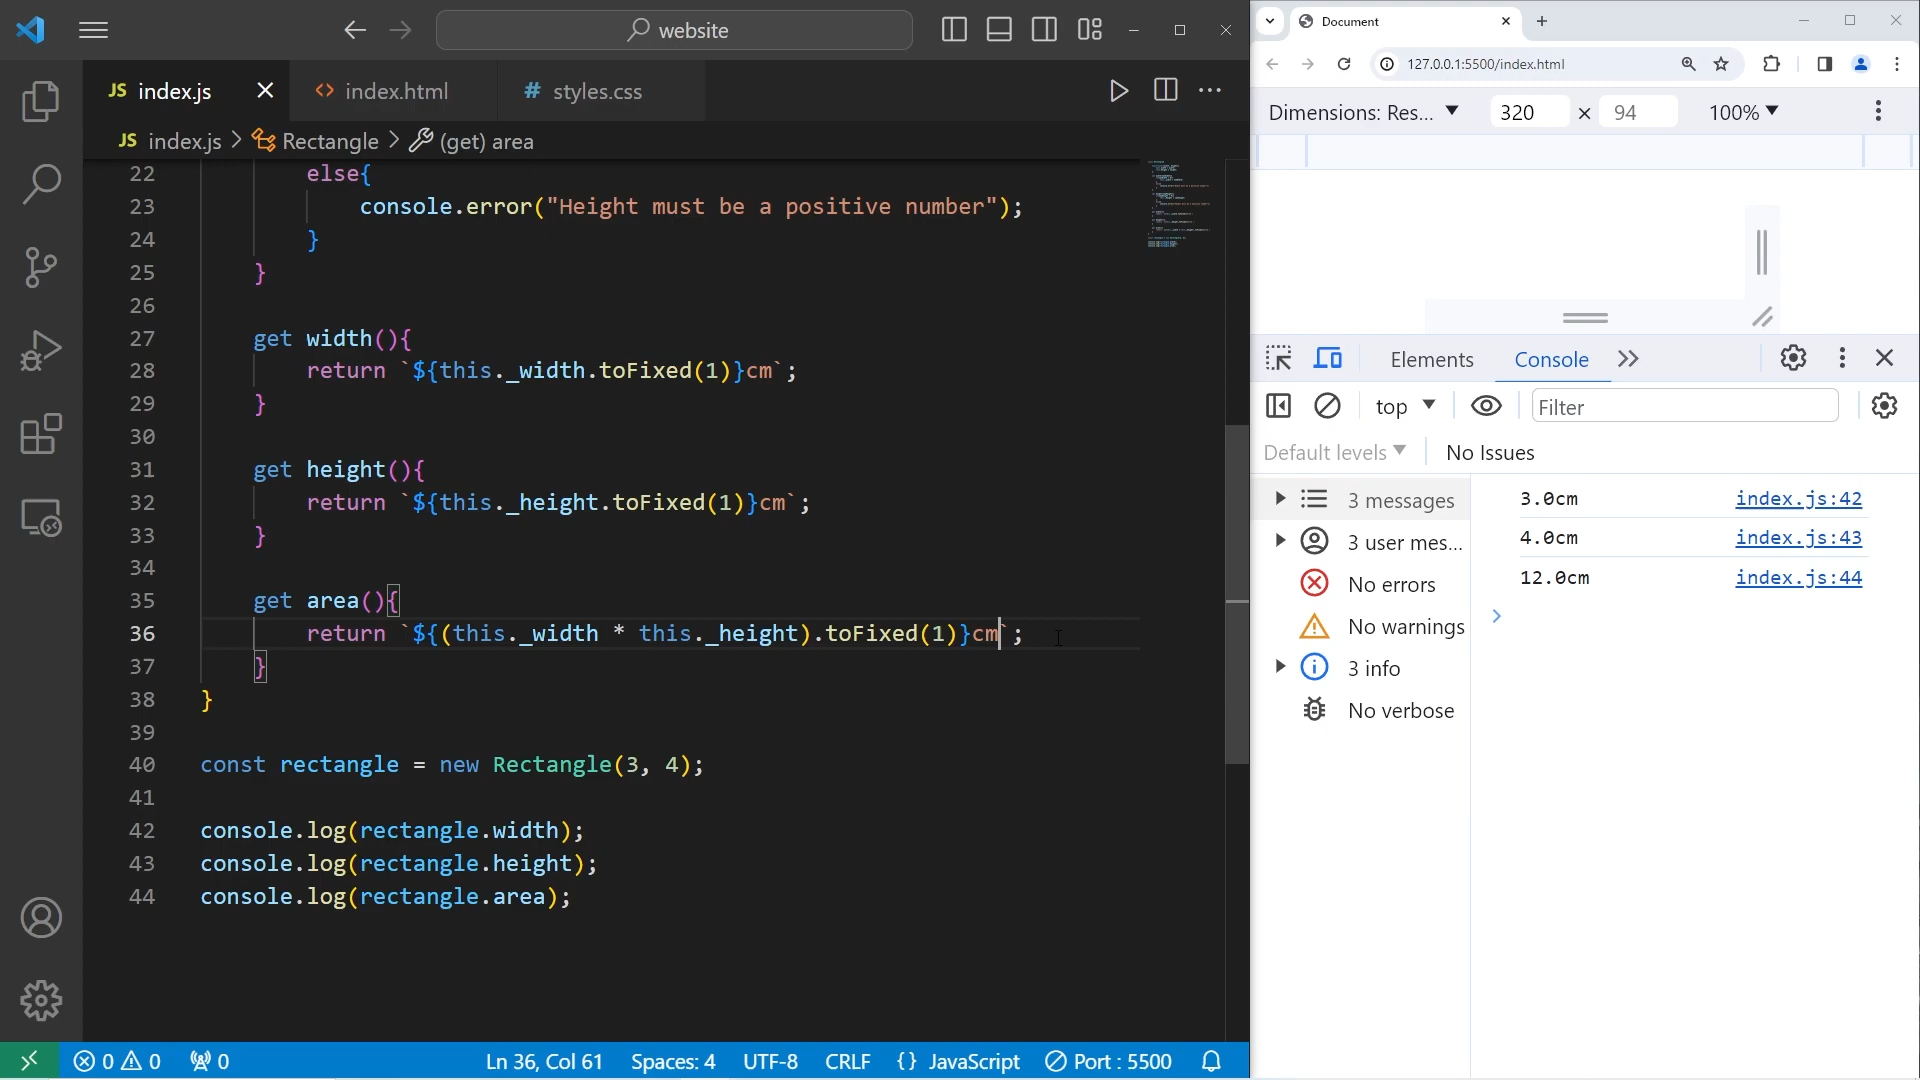 website
JS index.js
<> index.html
# styles.css
JS index.js > Rectangle > (get) area
22 else{
23 console.error("Height must be a positive number");
24 }
25 }
26
27 get width(){
28 return `${this._width.toFixed(1)}cm`;
29 }
30
31 get height(){
32 return `${this._height.toFixed(1)}cm`;
33 }
34
35 get area(){
36 return `${(this._width * this._height).toFixed(1)}cm`;
37 }
38 }
39
40 const rectangle = new Rectangle(3, 4);
41
42 console.log(rectangle.width);
43 console.log(rectangle.height);
44 console.log(rectangle.area);
0 0 0 Ln 36, Col 61 Spaces: 4 UTF-8 CRLF {} JavaScript Port : 5500
Document
127.0.0.1:5500/index.html
Dimensions: Res... 320 × 94 100%
Elements Console
top Filter
Default levels No Issues
3 messages
3 user mes...
No errors
No warnings
3 info
No verbose
3.0cm index.js:42
4.0cm index.js:43
12.0cm index.js:44